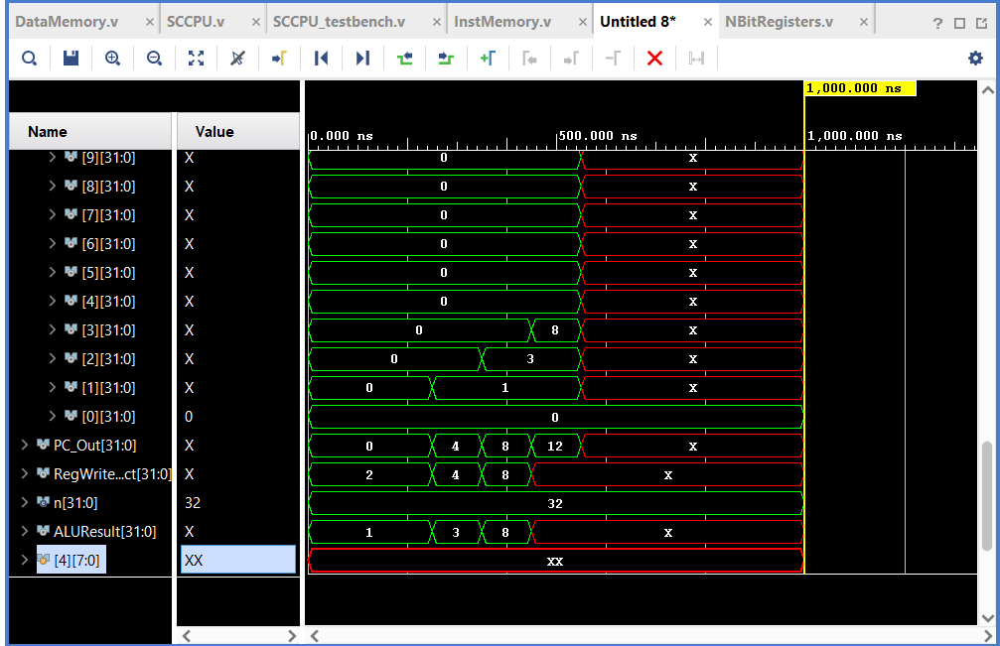 DataMemory.v × SCCPU.v × SCCPU_testbench.v × InstMemory.v × Untitled 8* × NBitRegisters.v × ?
1,000.000 ns
Name Value 0.000 ns 500.000 ns 1,000.000 ns
[9][31:0] X 0 X
[8][31:0] X 0 X
[7][31:0] X 0 X
[6][31:0] X 0 X
[5][31:0] X 0 X
[4][31:0] X 0 X
[3][31:0] X 0 8 X
[2][31:0] X 0 3 X
[1][31:0] X 0 1 X
[0][31:0] 0 0
PC_Out[31:0] X 0 4 8 12 X
RegWrite...ct[31:0] X 2 4 8 X
n[31:0] 32 32
ALUResult[31:0] X 1 3 8 X
[4][7:0] XX XX